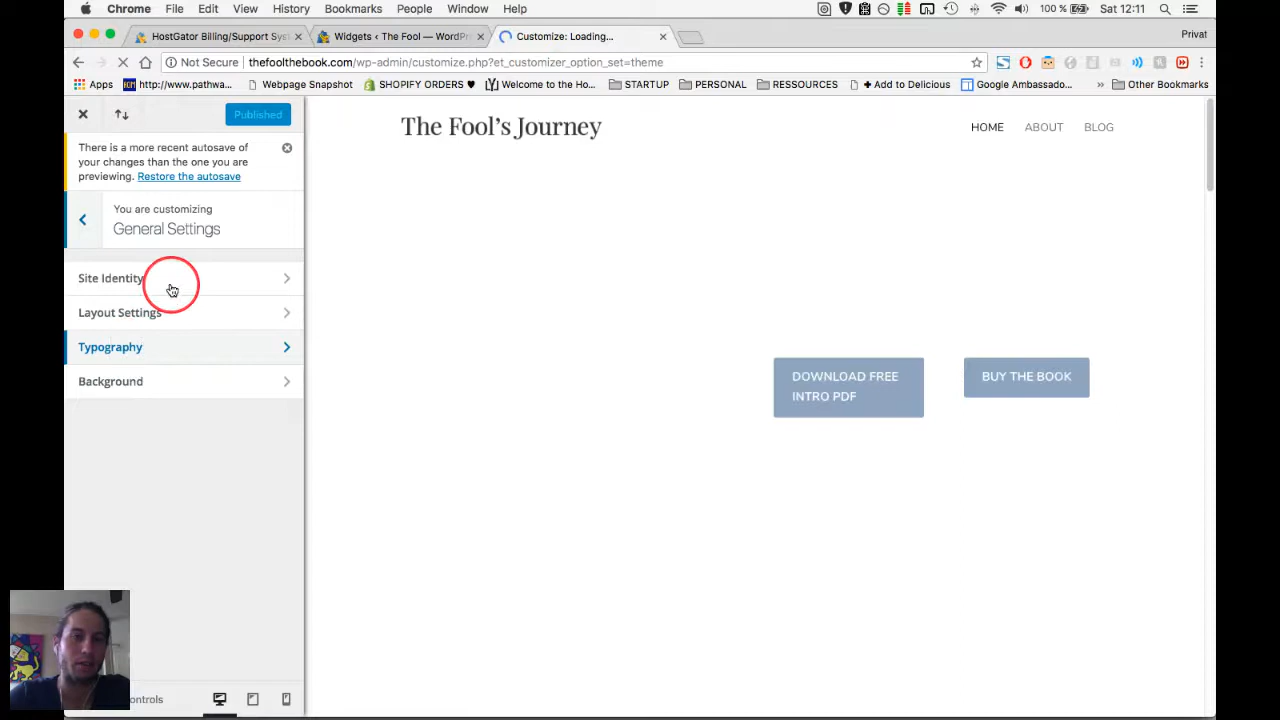 Chrome File Edit View History Bookmarks People Window Help 100 % Sat 12:11
HostGator Billing/Support Sys Widgets ‹ The Fool — WordPr Customize: Loading... Privat
Not Secure thefoolthebook.com/wp-admin/customize.php?et_customizer_option_set=theme
Apps http://www.pathwa... Webpage Snapshot SHOPIFY ORDERS ♥ Welcome to the Ho... STARTUP PERSONAL RESSOURCES + Add to Delicious Google Ambassado... » Other Bookmarks
Published
There is a more recent autosave of
your changes than the one you are
previewing. Restore the autosave
You are customizing
General Settings
Site Identity
Layout Settings
Typography
Background
ontrols
The Fool's Journey
HOME ABOUT BLOG
DOWNLOAD FREE
INTRO PDF
BUY THE BOOK